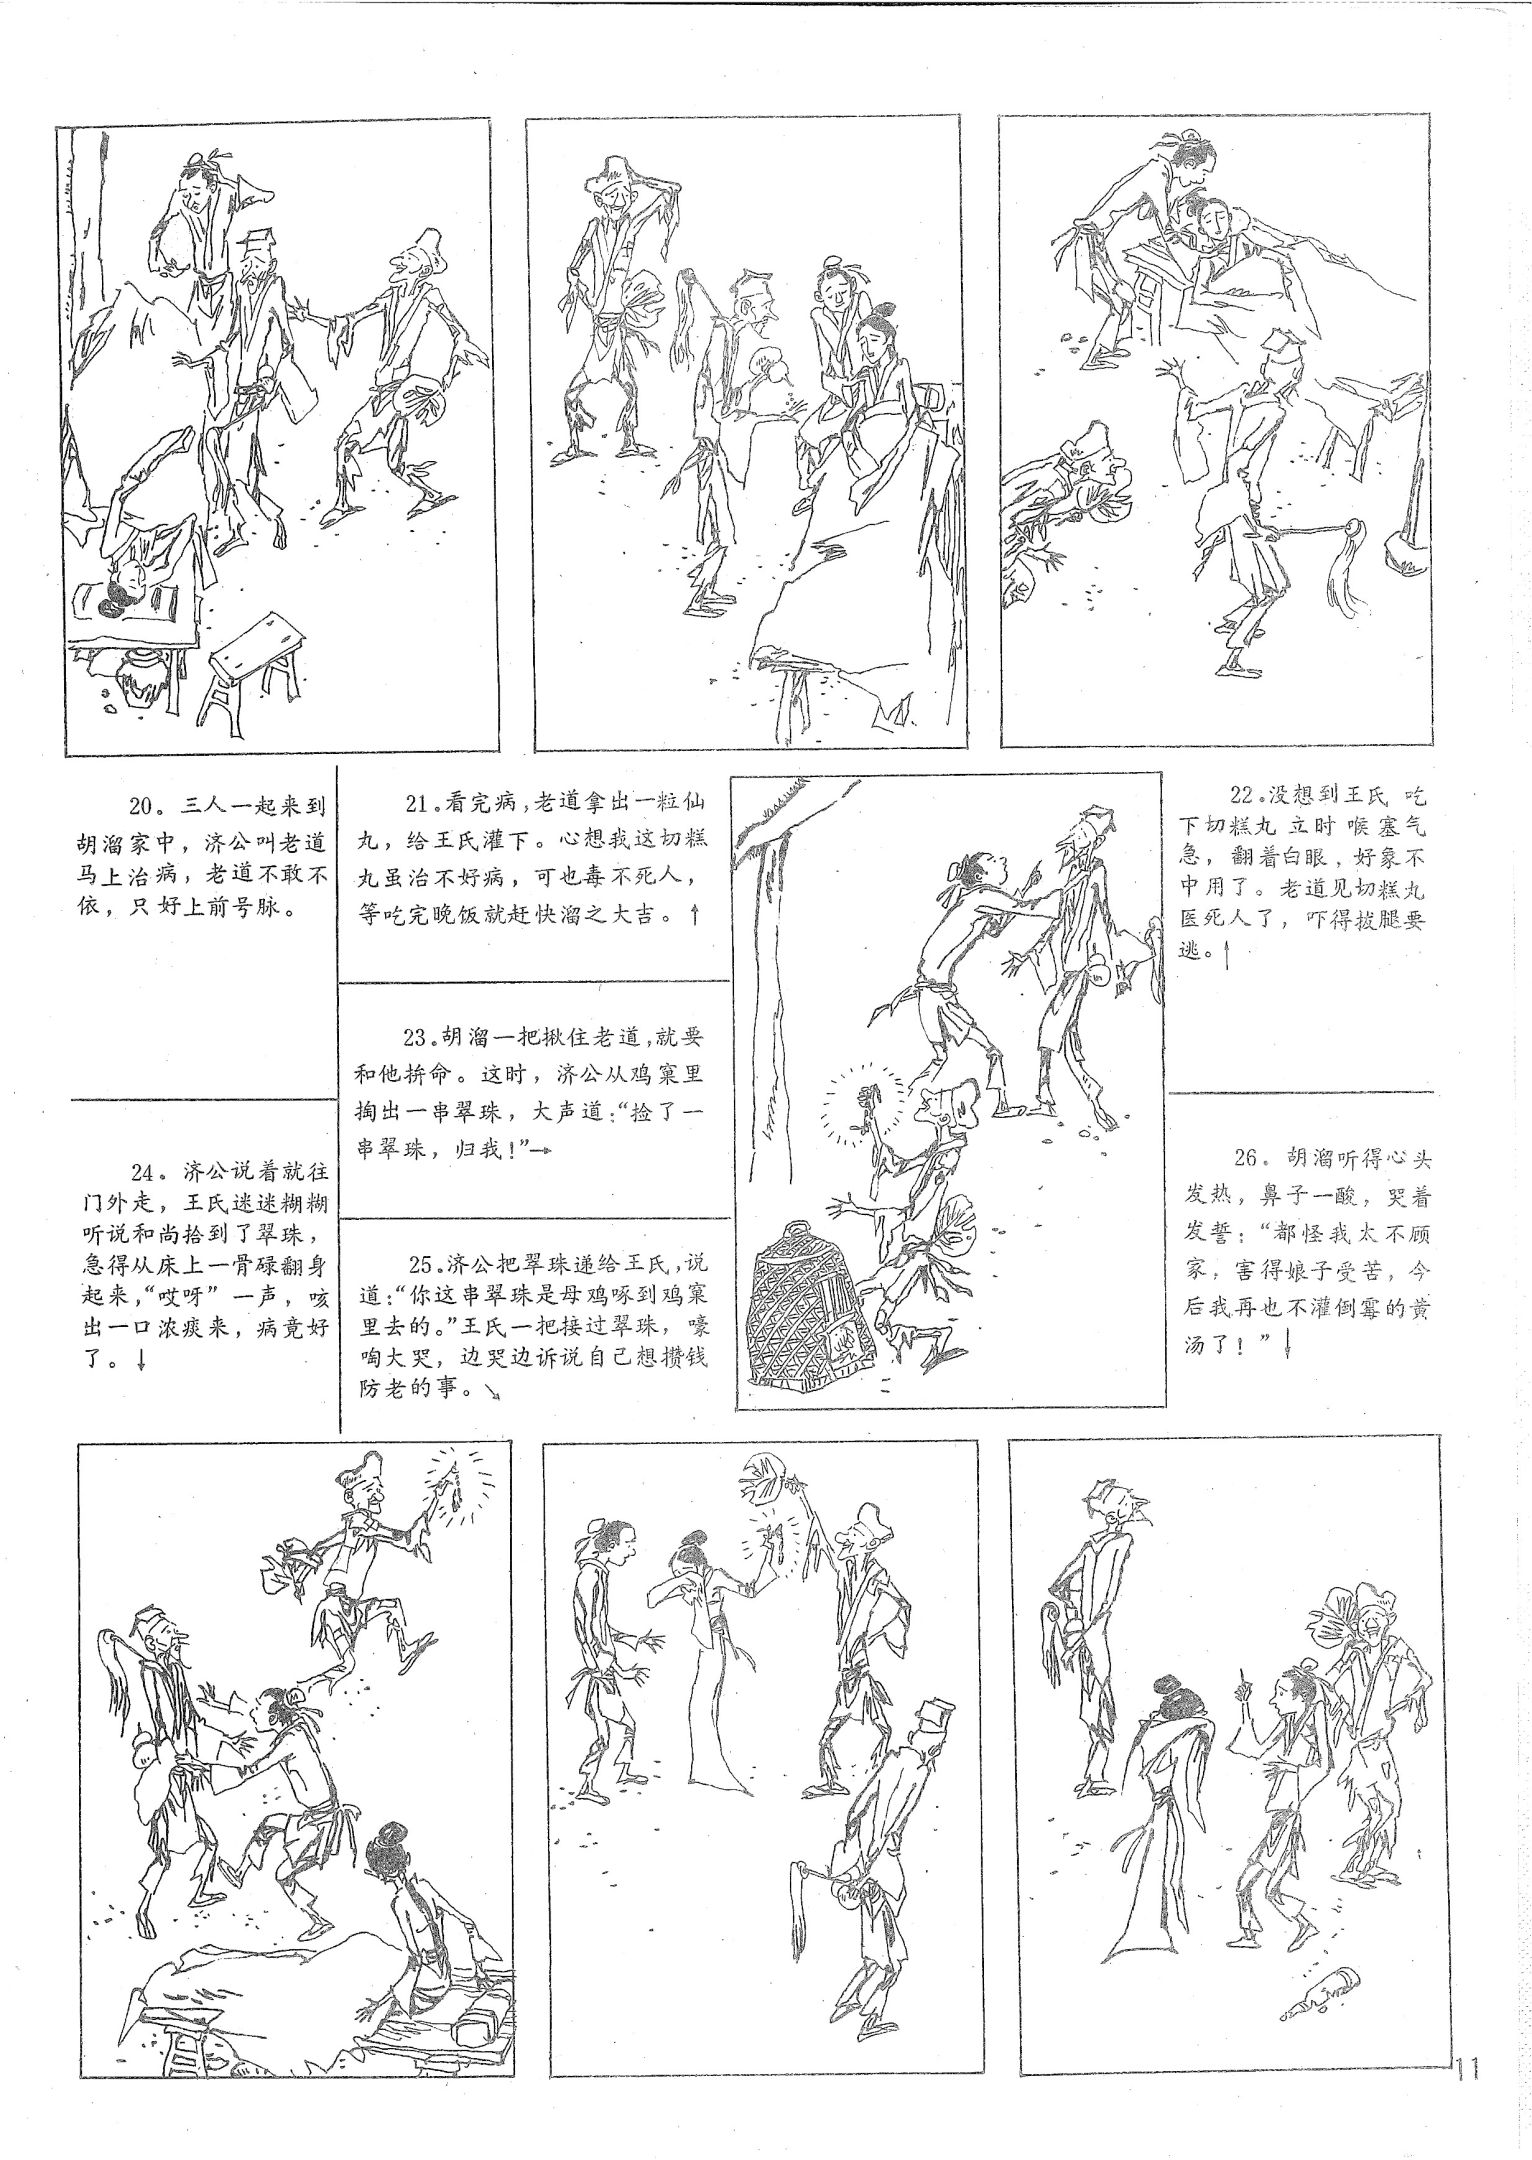 20。三人一起来到
胡溜家中，济公叫老道
马上治病，老道不敢不
依，只好上前号脉。
21。看完病，老道拿出一粒仙
丸，给王氏灌下。心想我这切糕
丸虽治不好病，可也毒不死人，
等吃完晚饭就赶快溜之大吉。↑
22。没想到王氏 吃
下切糕丸 立时 喉塞气
急，翻着白眼，好象不
中用了。老道见切糕丸
医死人了，吓得拔腿要
逃。↑
23。胡溜一把揪住老道，就要
和他拚命。这时，济公从鸡窠里
掏出一串翠珠，大声道：“捡了一
串翠珠，归我！”→
24。济公说着就往
门外走，王氏迷迷糊糊
听说和尚拾到了翠珠，
急得从床上一骨碌翻身
起来，“哎呀”一声，咳
出一口浓痰来，病竟好
了。↓
25。济公把翠珠递给王氏，说
道：“你这串翠珠是母鸡啄到鸡窠
里去的。”王氏一把接过翠珠，嚎
啕大哭，边哭边诉说自己想攒钱
防老的事。↘
26。胡溜听得心头
发热，鼻子一酸，哭着
发誓：“都怪我太不顾
家，害得娘子受苦，今
后我再也不灌倒霉的黄
汤了！”↓
11